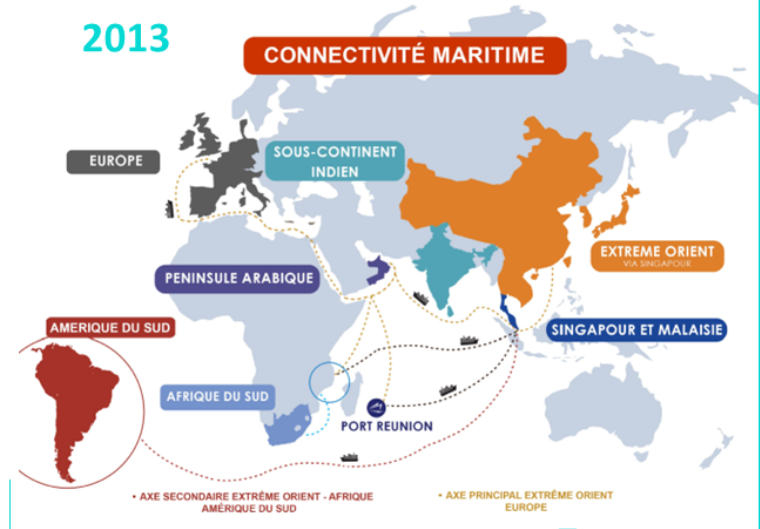 2013
CONNECTIVITÉ MARITIME
EUROPE
SOUS-CONTINENT
INDIEN
EXTREME ORIENT
VIA SINGAPOUR
PENINSULE ARABIQUE
AMERIQUE DU SUD
SINGAPOUR ET MALAISIE
AFRIQUE DU SUD
PORT REUNION
• AXE SECONDAIRE EXTRÊME ORIENT - AFRIQUE
AMÉRIQUE DU SUD
• AXE PRINCIPAL EXTRÊME ORIENT
EUROPE